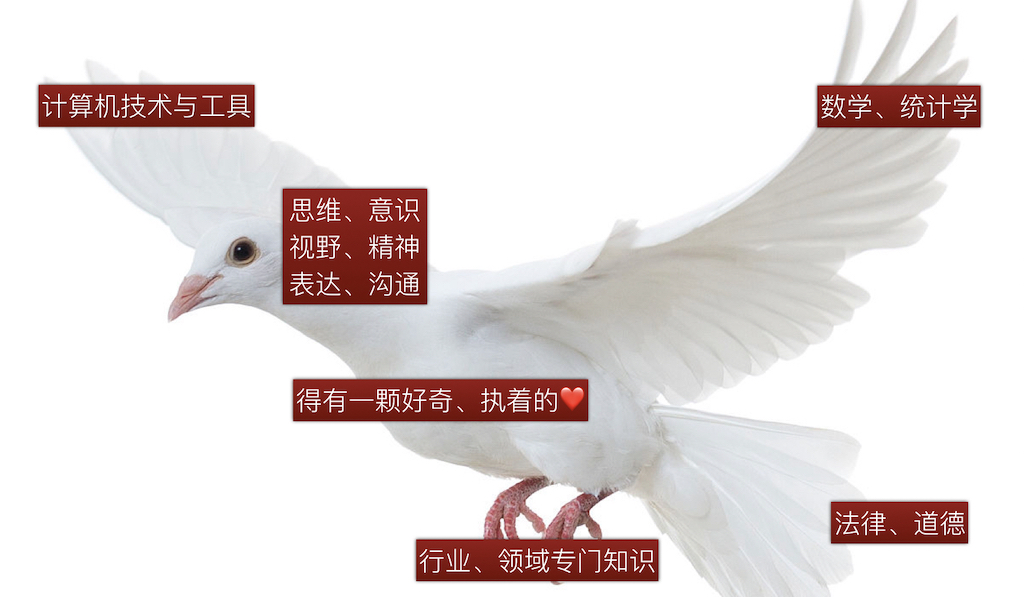 计算机技术与工具
数学、统计学
思维、意识
视野、精神
表达、沟通
得有一颗好奇、执着的❤️
法律、道德
行业、领域专门知识